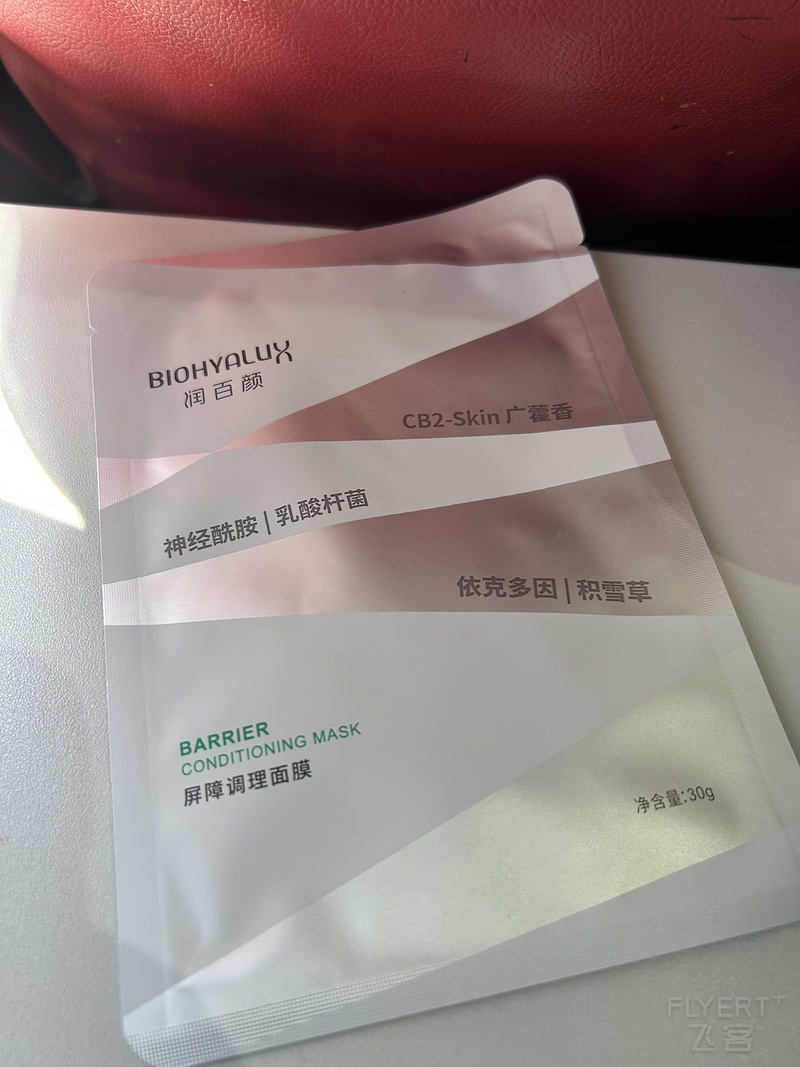 BIOHYALUX
润百颜
CB2-Skin 广藿香
神经酰胺 | 乳酸杆菌
依克多因 | 积雪草
BARRIER
CONDITIONING MASK
屏障调理面膜
净含量:30g
FLYERT+
飞客